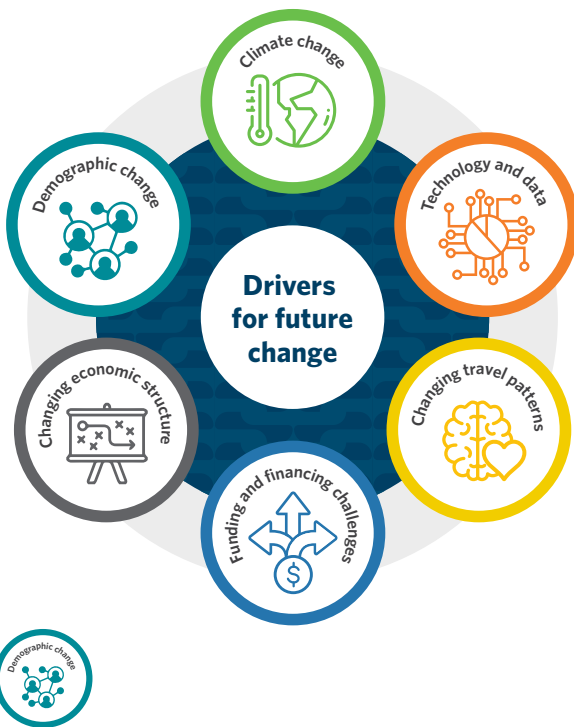 Climate change
Demographic change
Technology and data
Drivers
for future
change
Changing economic structure
Changing travel patterns
Funding and financing challenges
$
Demographic change